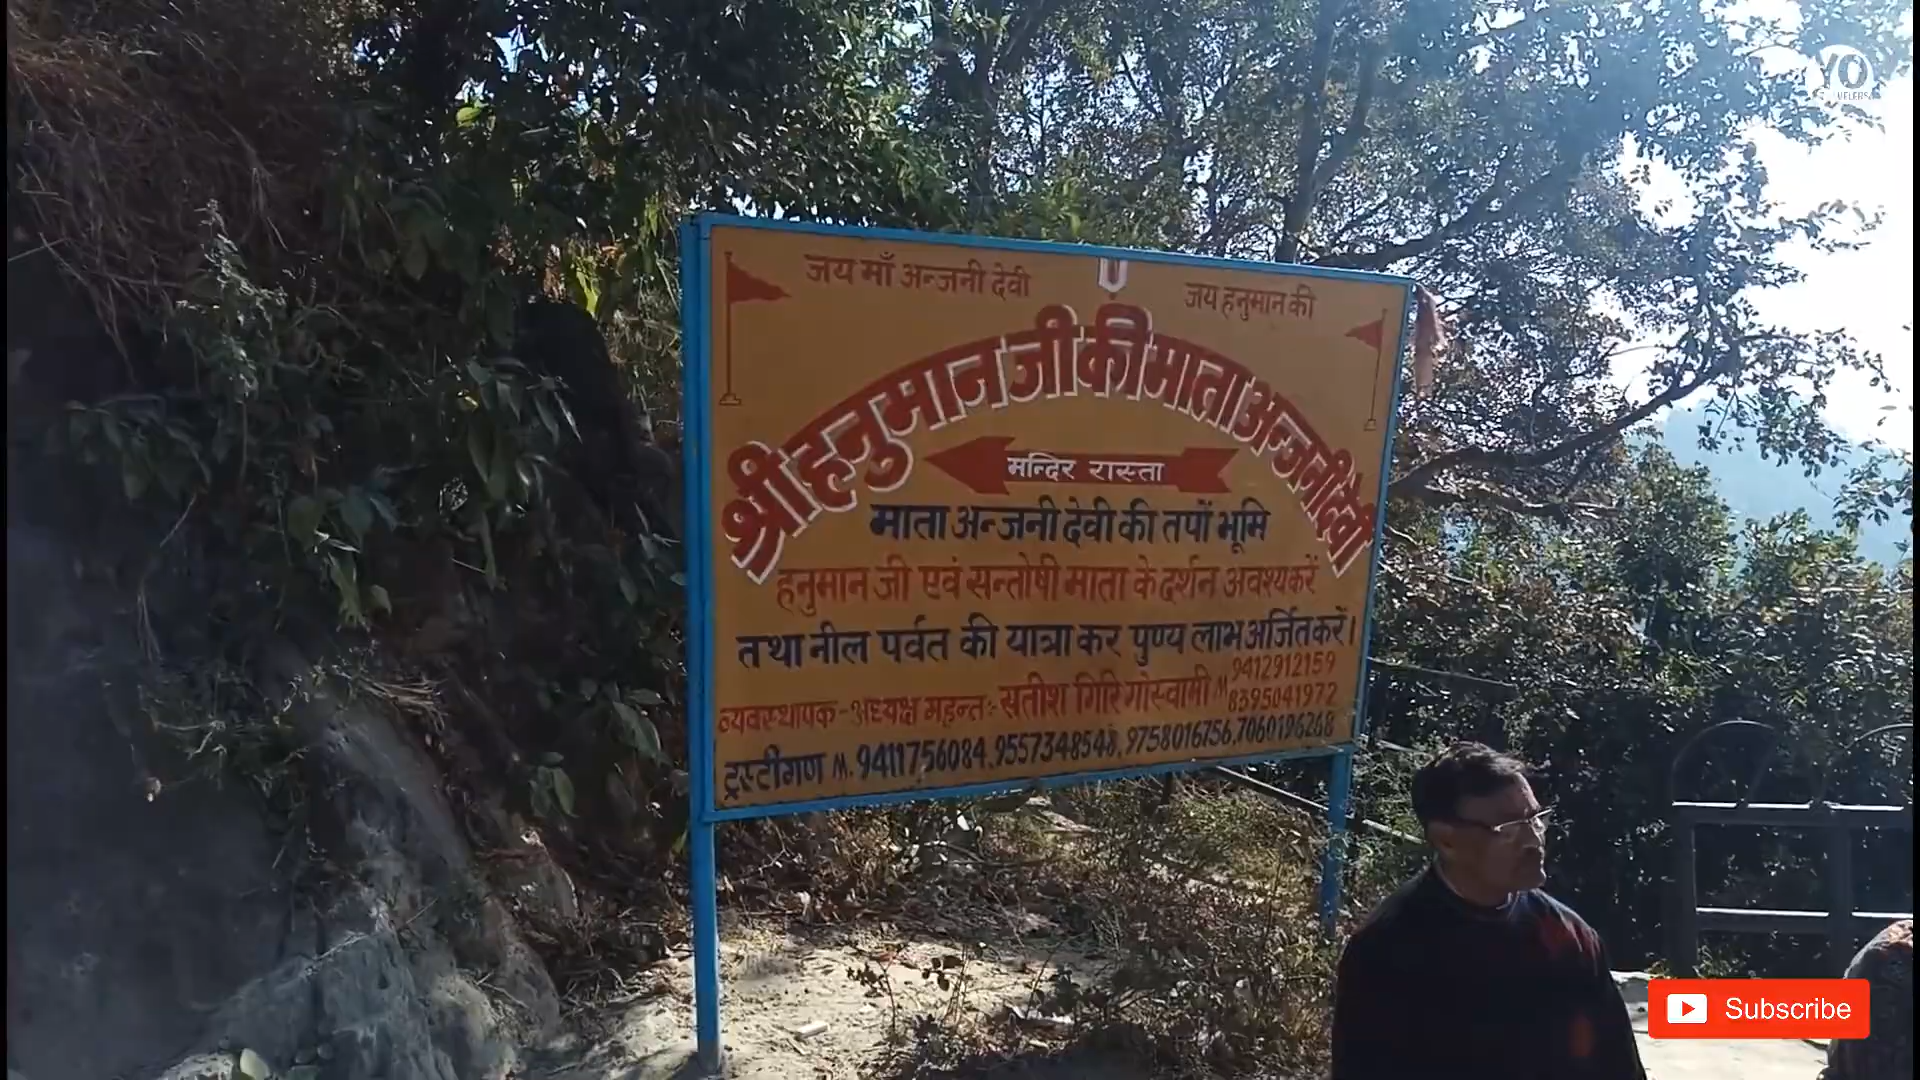 YO
जय माँ अन्जनी देवी
जय हनुमान की
श्री हनुमान जी की माता अन्जनी देवी
मन्दिर रास्ता
माता अन्जनी देवी की तपों भूमि
हनुमान जी एवं सन्तोषी माता के दर्शन अवश्य करें
तथा नील पर्वत की यात्रा कर पुण्य लाभ अर्जित करें।
व्यवस्थापक-अध्यक्ष महन्त:- सतीश गिरि गोस्वामी M. 9412912159
8395041972
ट्रस्टीगण M. 9411756084, 9557348548, 9758016756, 7060196268
Subscribe